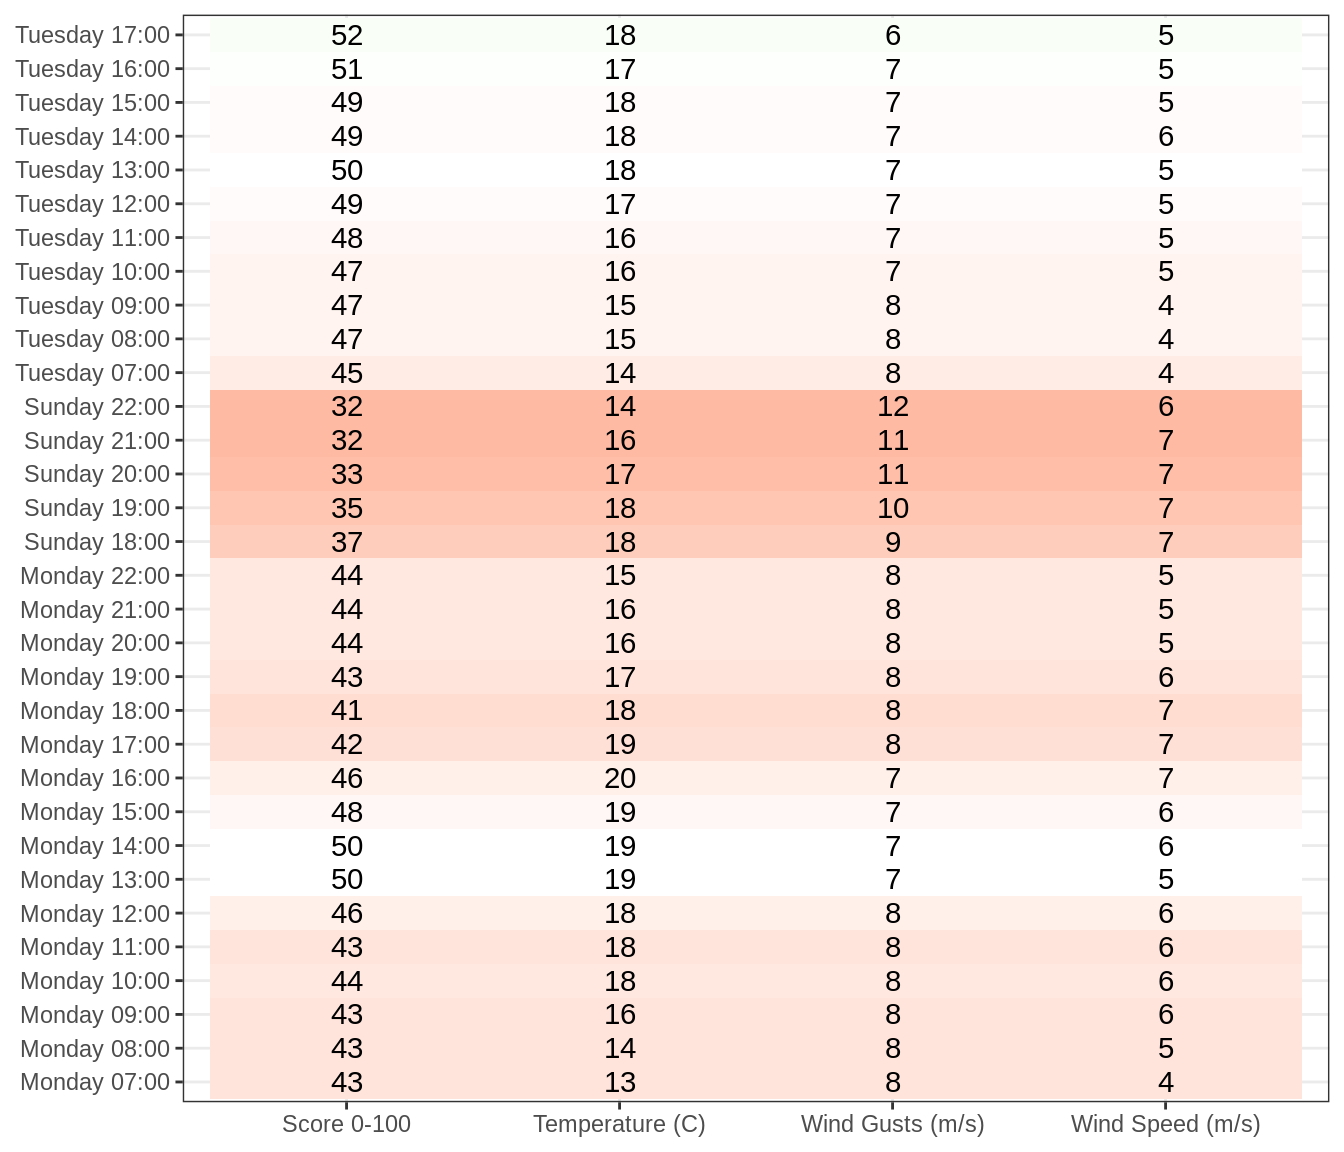 Tuesday 17:00 52 18 6 5
Tuesday 16:00 51 17 7 5
Tuesday 15:00 49 18 7 5
Tuesday 14:00 49 18 7 6
Tuesday 13:00 50 18 7 5
Tuesday 12:00 49 17 7 5
Tuesday 11:00 48 16 7 5
Tuesday 10:00 47 16 7 5
Tuesday 09:00 47 15 8 4
Tuesday 08:00 47 15 8 4
Tuesday 07:00 45 14 8 4
Sunday 22:00 32 14 12 6
Sunday 21:00 32 16 11 7
Sunday 20:00 33 17 11 7
Sunday 19:00 35 18 10 7
Sunday 18:00 37 18 9 7
Monday 22:00 44 15 8 5
Monday 21:00 44 16 8 5
Monday 20:00 44 16 8 5
Monday 19:00 43 17 8 6
Monday 18:00 41 18 8 7
Monday 17:00 42 19 8 7
Monday 16:00 46 20 7 7
Monday 15:00 48 19 7 6
Monday 14:00 50 19 7 6
Monday 13:00 50 19 7 5
Monday 12:00 46 18 8 6
Monday 11:00 43 18 8 6
Monday 10:00 44 18 8 6
Monday 09:00 43 16 8 6
Monday 08:00 43 14 8 5
Monday 07:00 43 13 8 4
Score 0-100 Temperature (C) Wind Gusts (m/s) Wind Speed (m/s)